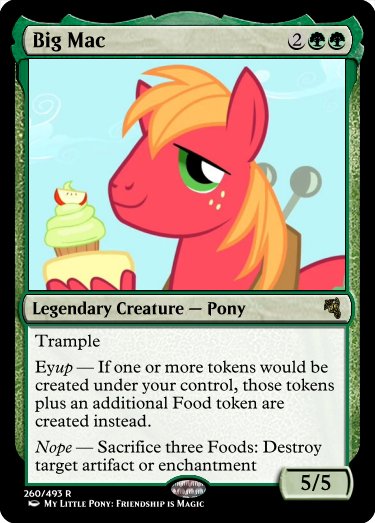 Big Mac 2
Legendary Creature — Pony
Trample
Eyup — If one or more tokens would be
created under your control, those tokens
plus an additional Food token are
created instead.
Nope — Sacrifice three Foods: Destroy
target artifact or enchantment
5/5
260/493 R
My Little Pony: Friendship is Magic